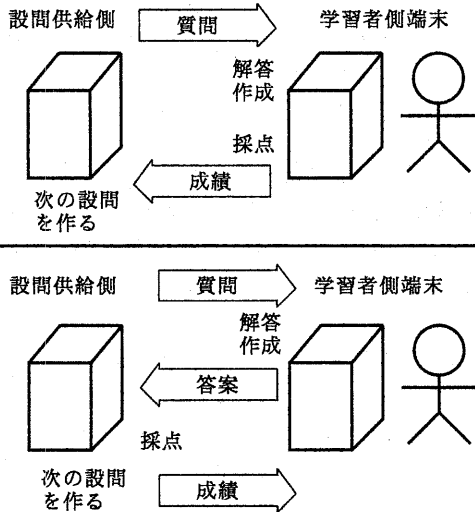 設問供給側
質問
学習者側端末
解答
作成
採点
成績
次の設問
を作る
設問供給側
質問
学習者側端末
解答
作成
答案
採点
次の設問
を作る
成績